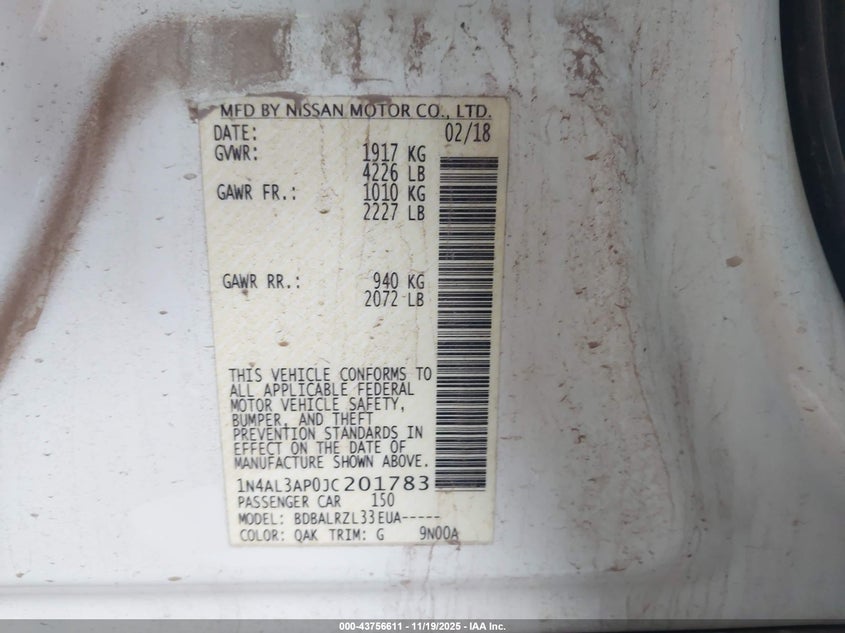 MFD BY NISSAN MOTOR CO., LTD.
DATE: 02/18
GVWR: 1917 KG
4226 LB
GAWR FR.: 1010 KG
2227 LB
GAWR RR.: 940 KG
2072 LB
THIS VEHICLE CONFORMS TO
ALL APPLICABLE FEDERAL
MOTOR VEHICLE SAFETY,
BUMPER, AND THEFT
PREVENTION STANDARDS IN
EFFECT ON THE DATE OF
MANUFACTURE SHOWN ABOVE.
1N4AL3AP0JC201783
PASSENGER CAR 150
MODEL: BDBALRZL33EUA-----
COLOR: QAK TRIM: G 9N00A
000-43756611 - 11/19/2025 - IAA Inc.